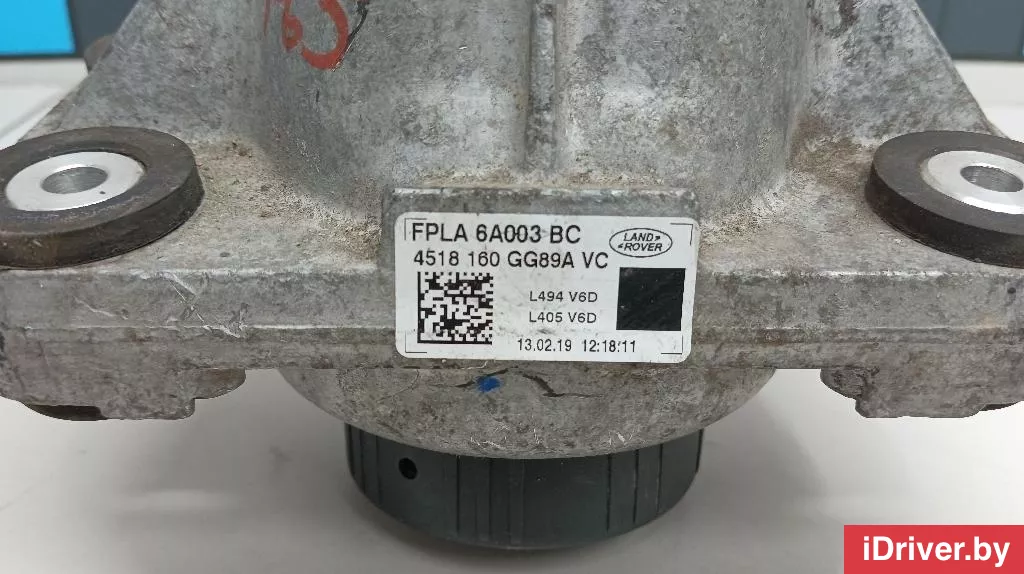 FPLA 6A003 BC
LAND
ROVER
4518 160 GG89A VC
L494 V6D
L405 V6D
13.02.19 12:18:11
iDriver.by